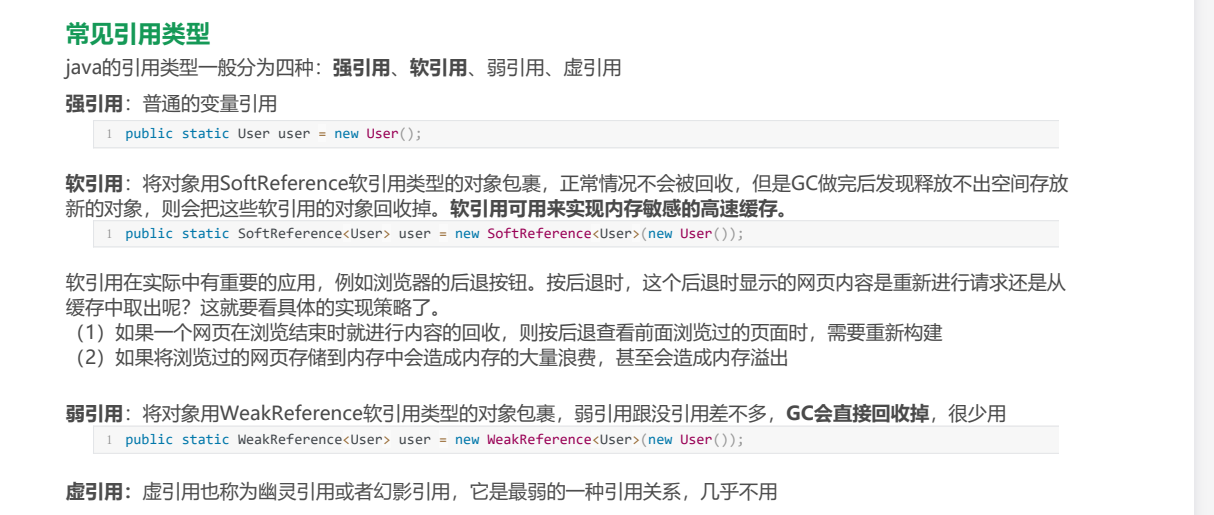 常见引用类型
java的引用类型一般分为四种：强引用、软引用、弱引用、虚引用
强引用：普通的变量引用
1 public static User user = new User();
软引用：将对象用SoftReference软引用类型的对象包裹，正常情况不会被回收，但是GC做完后发现释放不出空间存放
新的对象，则会把这些软引用的对象回收掉。软引用可用来实现内存敏感的高速缓存。
1 public static SoftReference<User> user = new SoftReference<User>(new User());
软引用在实际中有重要的应用，例如浏览器的后退按钮。按后退时，这个后退时显示的网页内容是重新进行请求还是从
缓存中取出呢？这就要看具体的实现策略了。
（1）如果一个网页在浏览结束时就进行内容的回收，则按后退查看前面浏览过的页面时，需要重新构建
（2）如果将浏览过的网页存储到内存中会造成内存的大量浪费，甚至会造成内存溢出
弱引用：将对象用WeakReference软引用类型的对象包裹，弱引用跟没引用差不多，GC会直接回收掉，很少用
1 public static WeakReference<User> user = new WeakReference<User>(new User());
虚引用：虚引用也称为幽灵引用或者幻影引用，它是最弱的一种引用关系，几乎不用